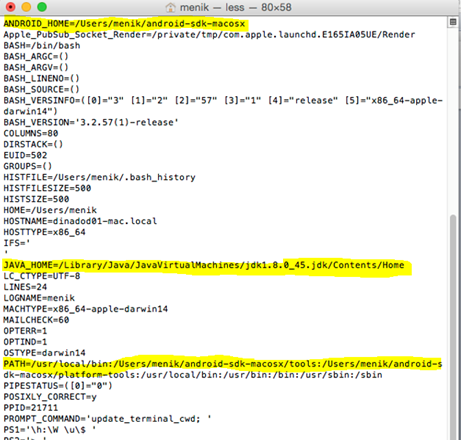 menik — less — 80×58
ANDROID_HOME=/Users/menik/android-sdk-macosx
Apple_PubSub_Socket_Render=/private/tmp/com.apple.launchd.E165IA05UE/Render
BASH=/bin/bash
BASH_ARGC=()
BASH_ARGV=()
BASH_LINENO=()
BASH_SOURCE=()
BASH_VERSINFO=([0]="3" [1]="2" [2]="57" [3]="1" [4]="release" [5]="x86_64-apple-
darwin14")
BASH_VERSION='3.2.57(1)-release'
COLUMNS=80
DIRSTACK=()
EUID=502
GROUPS=()
HISTFILE=/Users/menik/.bash_history
HISTFILESIZE=500
HISTSIZE=500
HOME=/Users/menik
HOSTNAME=dinadod01-mac.local
HOSTTYPE=x86_64
IFS='
'
JAVA_HOME=/Library/Java/JavaVirtualMachines/jdk1.8.0_45.jdk/Contents/Home
LC_CTYPE=UTF-8
LINES=24
LOGNAME=menik
MACHTYPE=x86_64-apple-darwin14
MAILCHECK=60
OPTERR=1
OPTIND=1
OSTYPE=darwin14
PATH=/usr/local/bin:/Users/menik/android-sdk-macosx/tools:/Users/menik/android-s
dk-macosx/platform-tools:/usr/local/bin:/usr/bin:/bin:/usr/sbin:/sbin
PIPESTATUS=([0]="0")
POSIXLY_CORRECT=y
PPID=21711
PROMPT_COMMAND='update_terminal_cwd; '
PS1='\h:\W \u\$ '